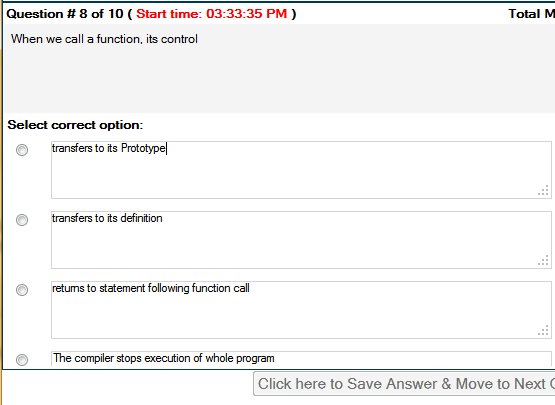 Question # 8 of 10 ( Start time: 03:33:35 PM ) Total M
When we call a function, its control
Select correct option:
transfers to its Prototype
transfers to its definition
returns to statement following function call
The compiler stops execution of whole program
Click here to Save Answer & Move to Next